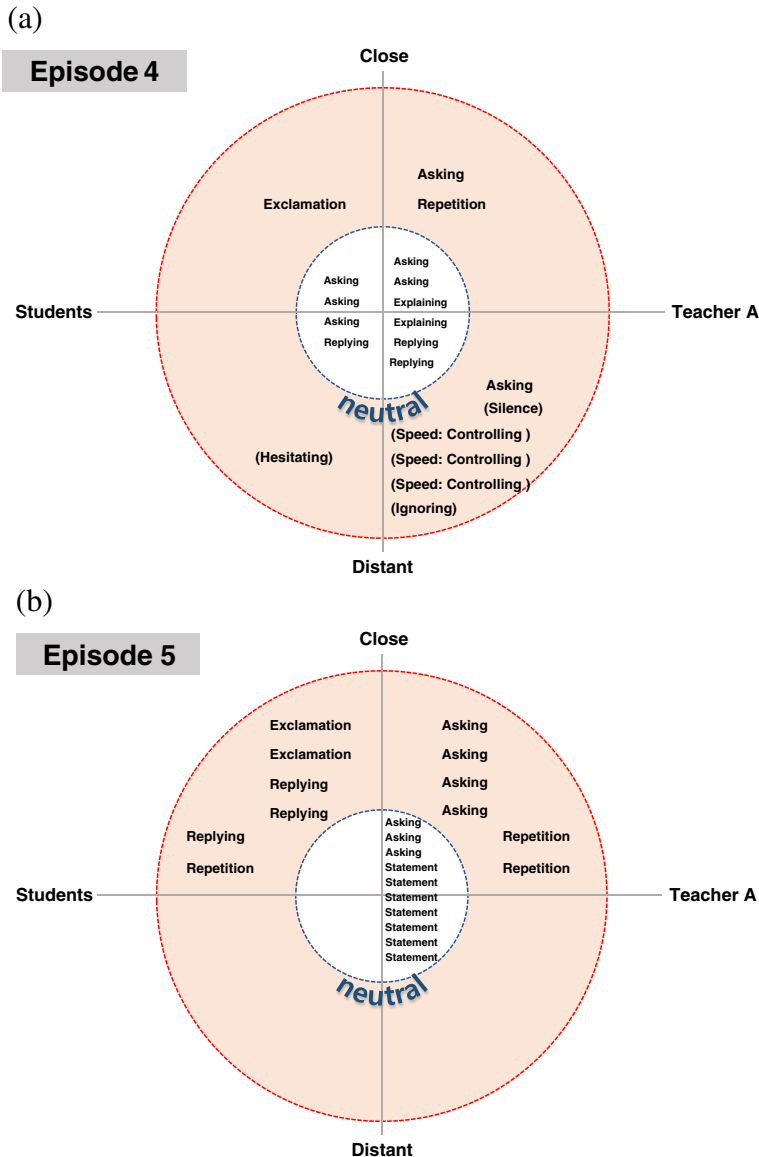 (a)
Episode 4
Close
Asking
Exclamation
Repetition
Asking
Asking
Asking
Asking
Explaining
Students
Teacher A
Asking
Explaining
Replying
Replying
Replying
Asking
(Silence)
neutral
(Speed: Controlling )
(Hesitating)
(Speed: Controlling )
(Speed: Controlling )
(Ignoring)
Distant
(b)
Episode 5
Close
Exclamation
Asking
Exclamation
Asking
Replying
Asking
Replying
Asking
Asking
Replying
Asking
Repetition
Asking
Repetition
Statement
Repetition
Statement
Students
Statement
Teacher A
Statement
Statement
Statement
Statement
neutral
Distant